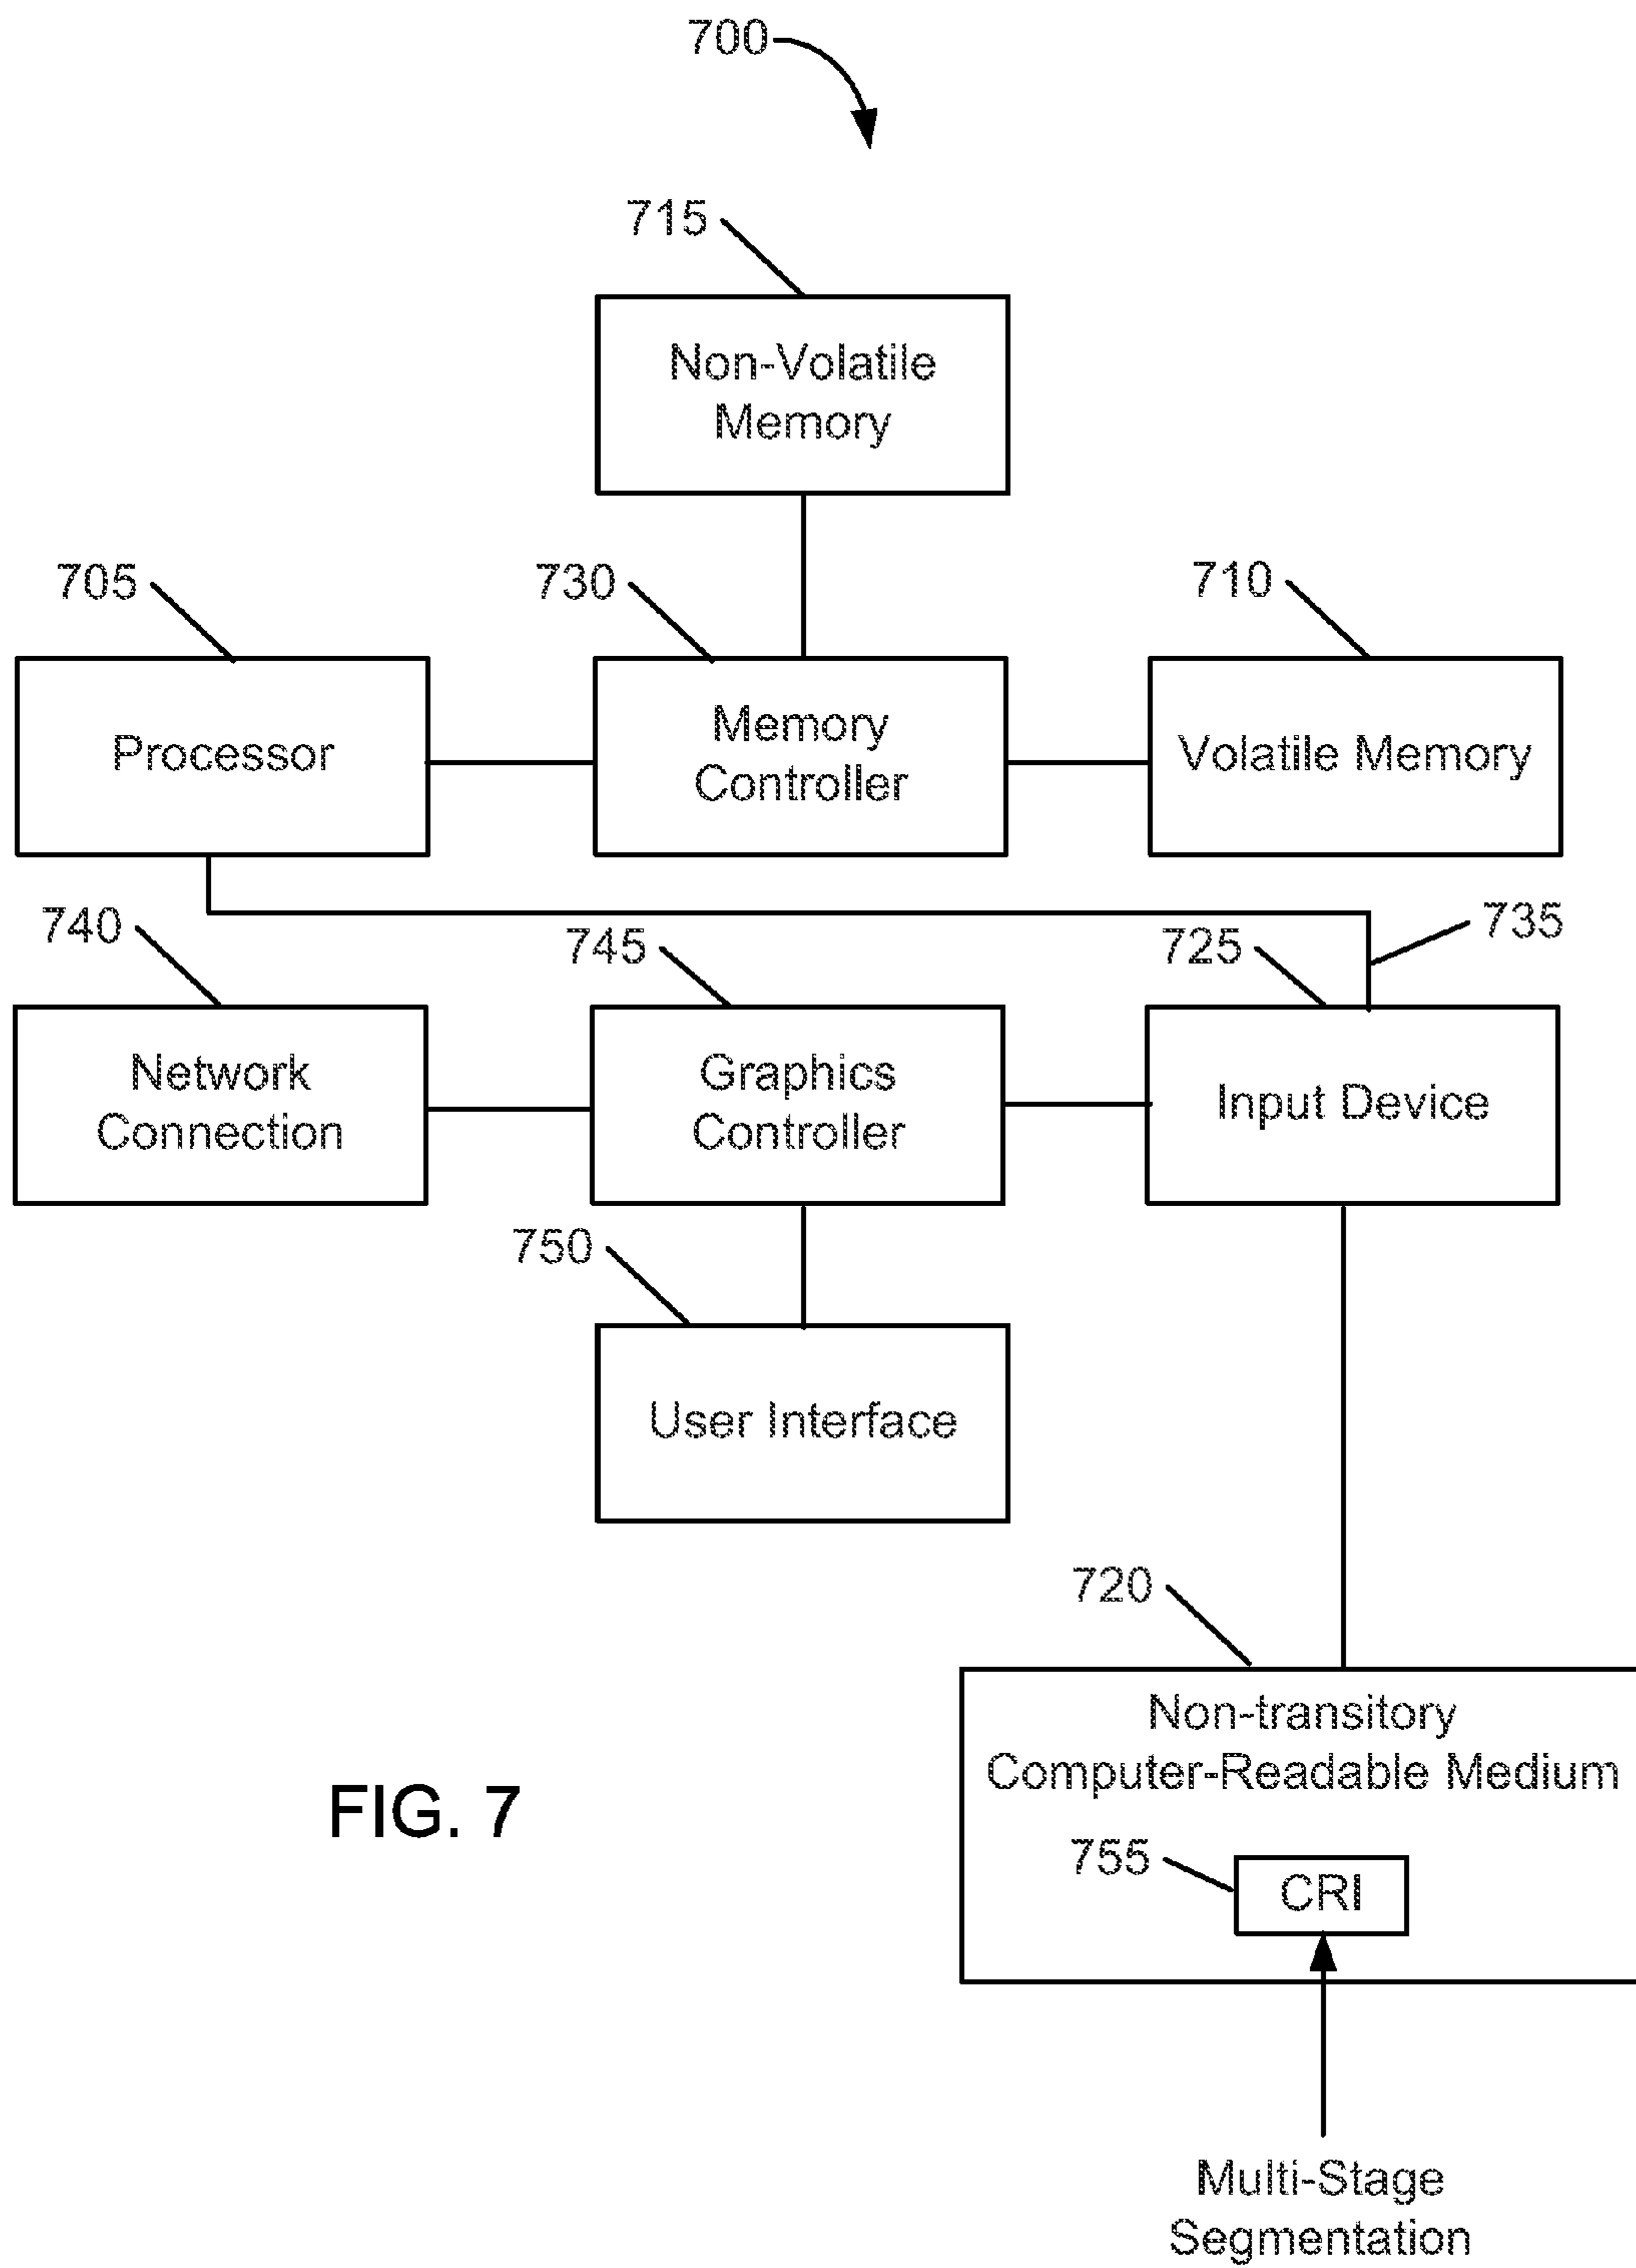 700
715
Non-Volatile
Memory
705
730
710
Processor
Memory
Controller
Volatile Memory
740
745
725
735
Network
Connection
Graphics
Controller
Input Device
750
User Interface
720
Non-transitory
Computer-Readable Medium
755
CRI
FIG. 7
Multi-Stage
Segmentation